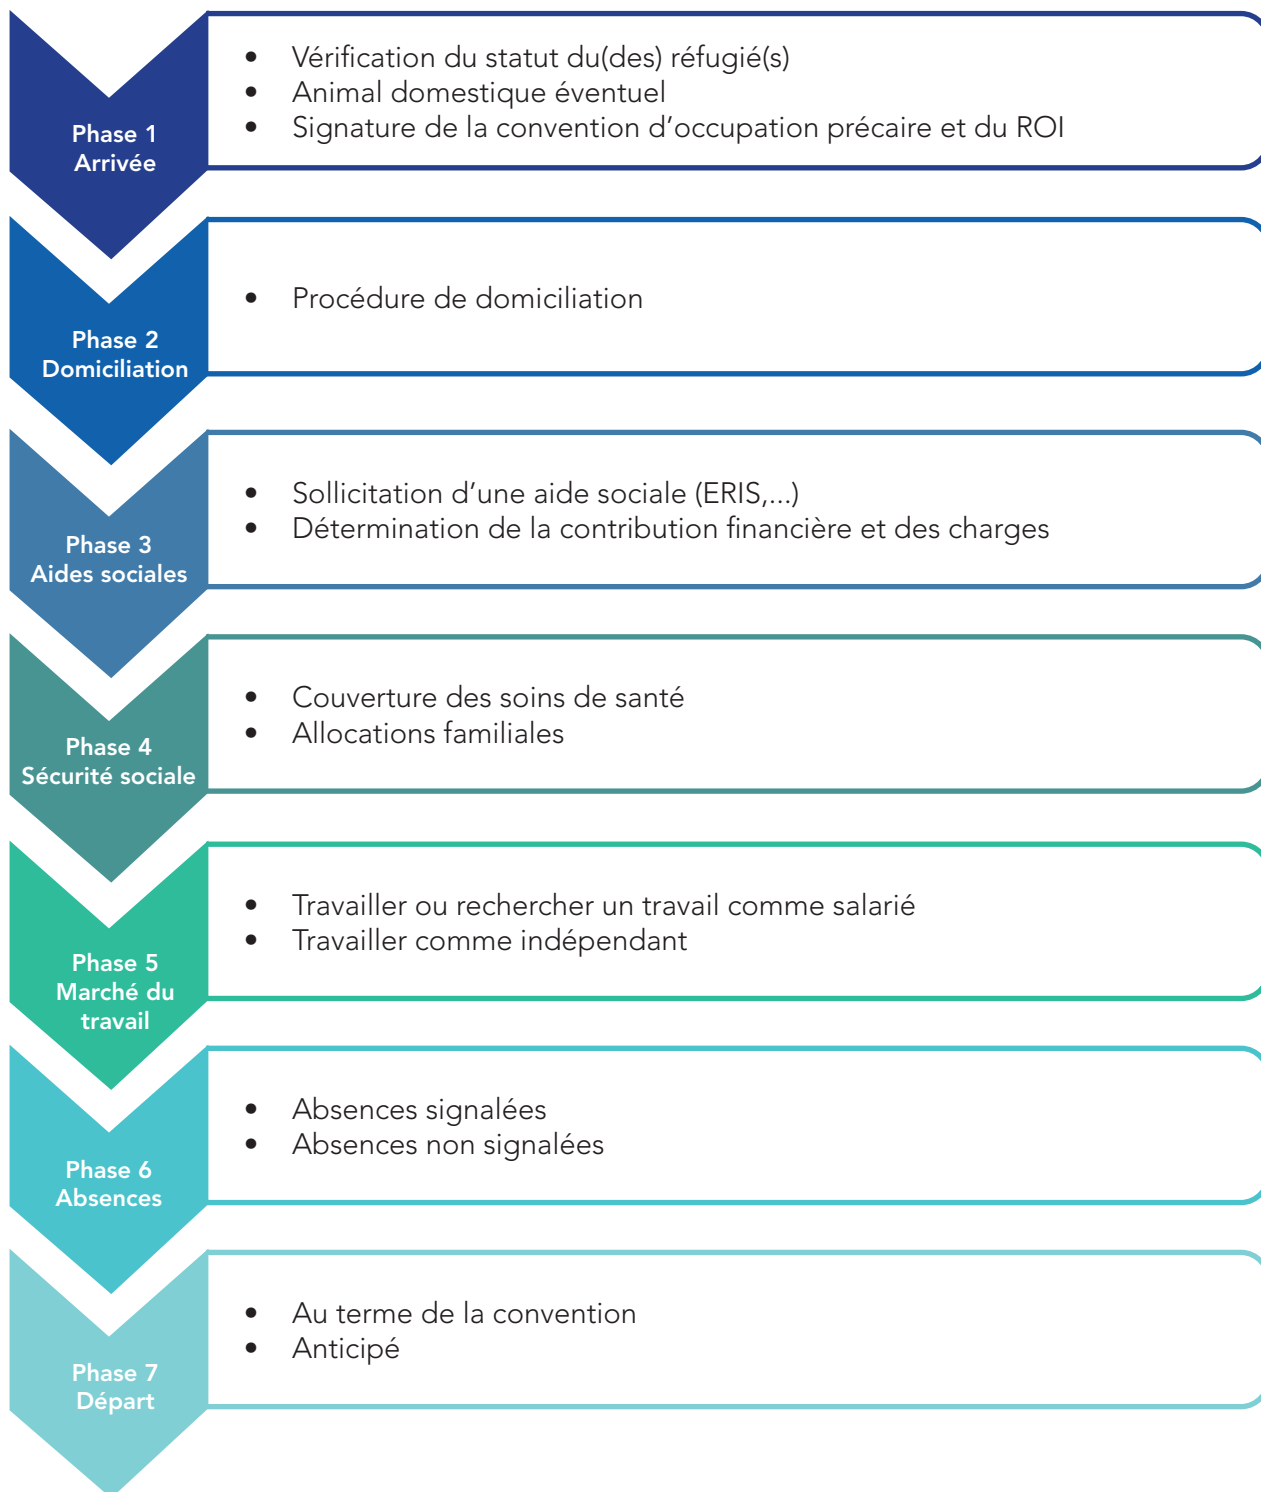 Phase 1
Arrivée
• Vérification du statut du(des) réfugié(s)
• Animal domestique éventuel
• Signature de la convention d’occupation précaire et du ROI
Phase 2
Domiciliation
• Procédure de domiciliation
Phase 3
Aides sociales
• Sollicitation d’une aide sociale (ERIS,...)
• Détermination de la contribution financière et des charges
Phase 4
Sécurité sociale
• Couverture des soins de santé
• Allocations familiales
Phase 5
Marché du
travail
• Travailler ou rechercher un travail comme salarié
• Travailler comme indépendant
Phase 6
Absences
• Absences signalées
• Absences non signalées
Phase 7
Départ
• Au terme de la convention
• Anticipé